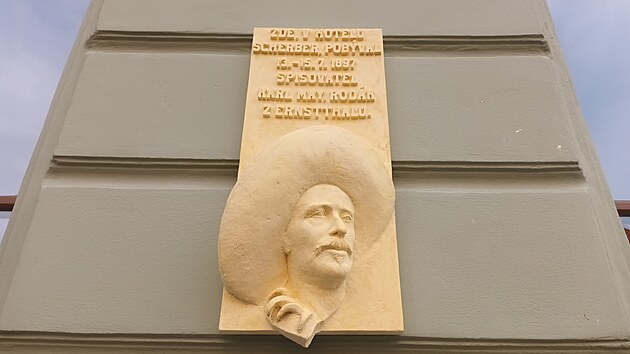 ZDE, V HOTELU
SCHERBER, POBÝVAL
13.-15.7. 1897
SPISOVATEL
KARL MAY, RODÁK
Z ERNSTTHALU.